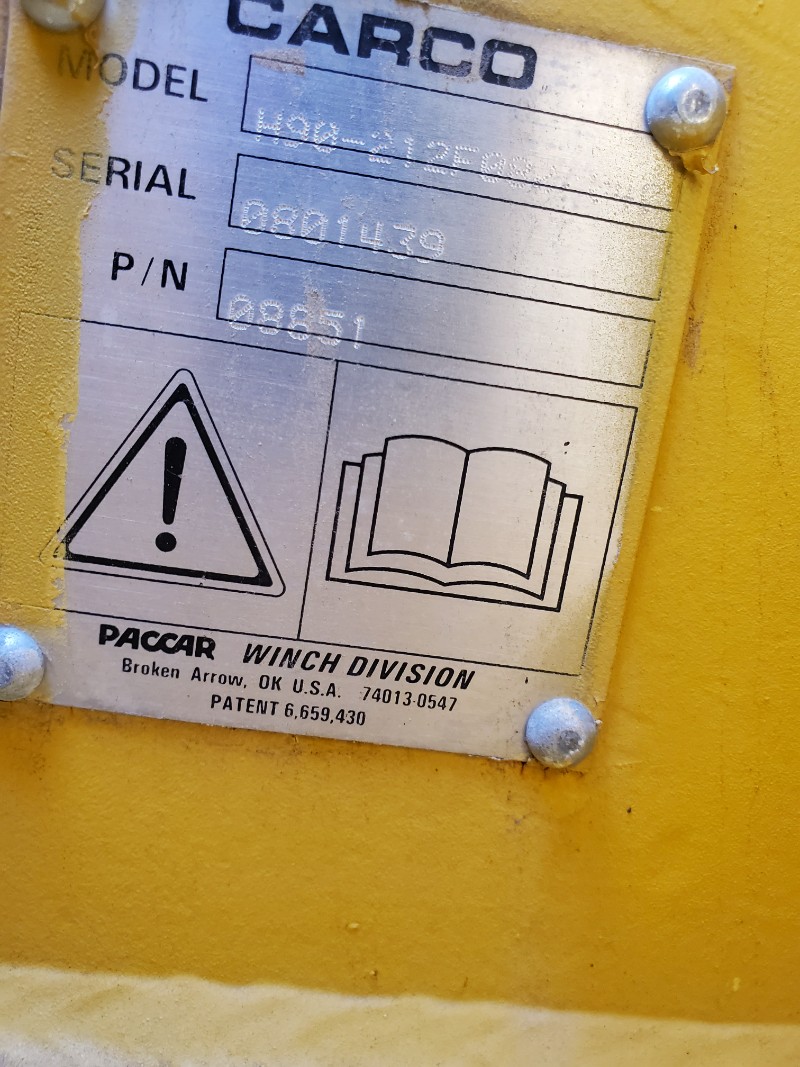 CARCO
MODEL
SERIAL 0801439
P/N 08851
PACCAR WINCH DIVISION
Broken Arrow, OK U.S.A. 74013-0547
PATENT 6,659,430